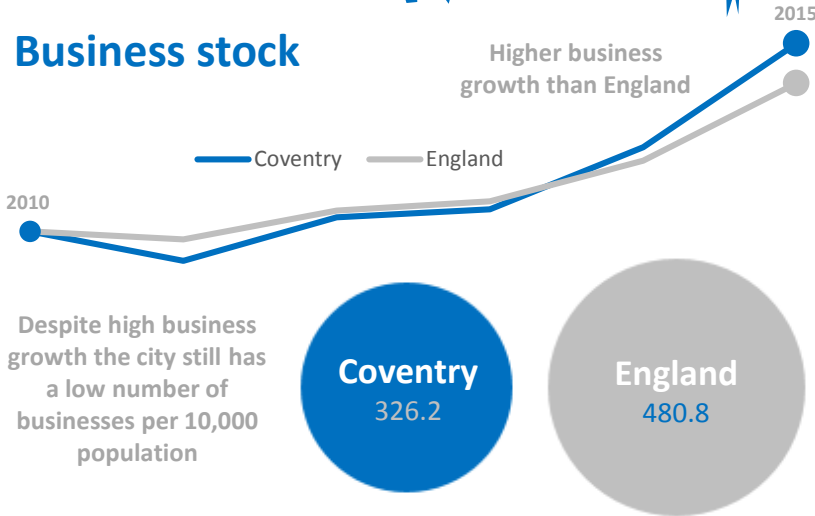 2015
Business stock
Higher business
growth than England
Coventry
England
2010
Despite high business
growth the city still has
a low number of
businesses per 10,000
population
Coventry
326.2
England
480.8